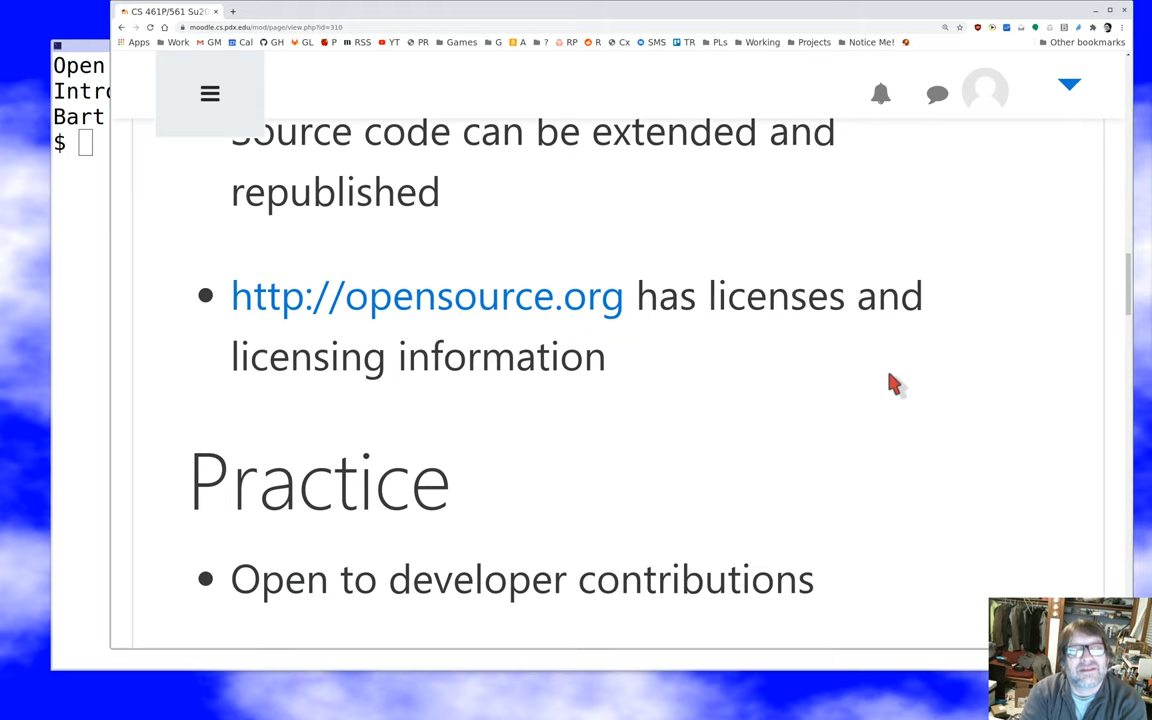 CS 461P/561 Su20
moodle.cs.pdx.edu/mod/page/view.php?id=310
Apps Work GM Cal GH GL P RSS YT PR Games G A ? RP R Cx SMS TR PLs Working Projects Notice Me! Other bookmarks
Open
Intro
Bart
$
Source code can be extended and
republished
http://opensource.org has licenses and
licensing information
Practice
Open to developer contributions